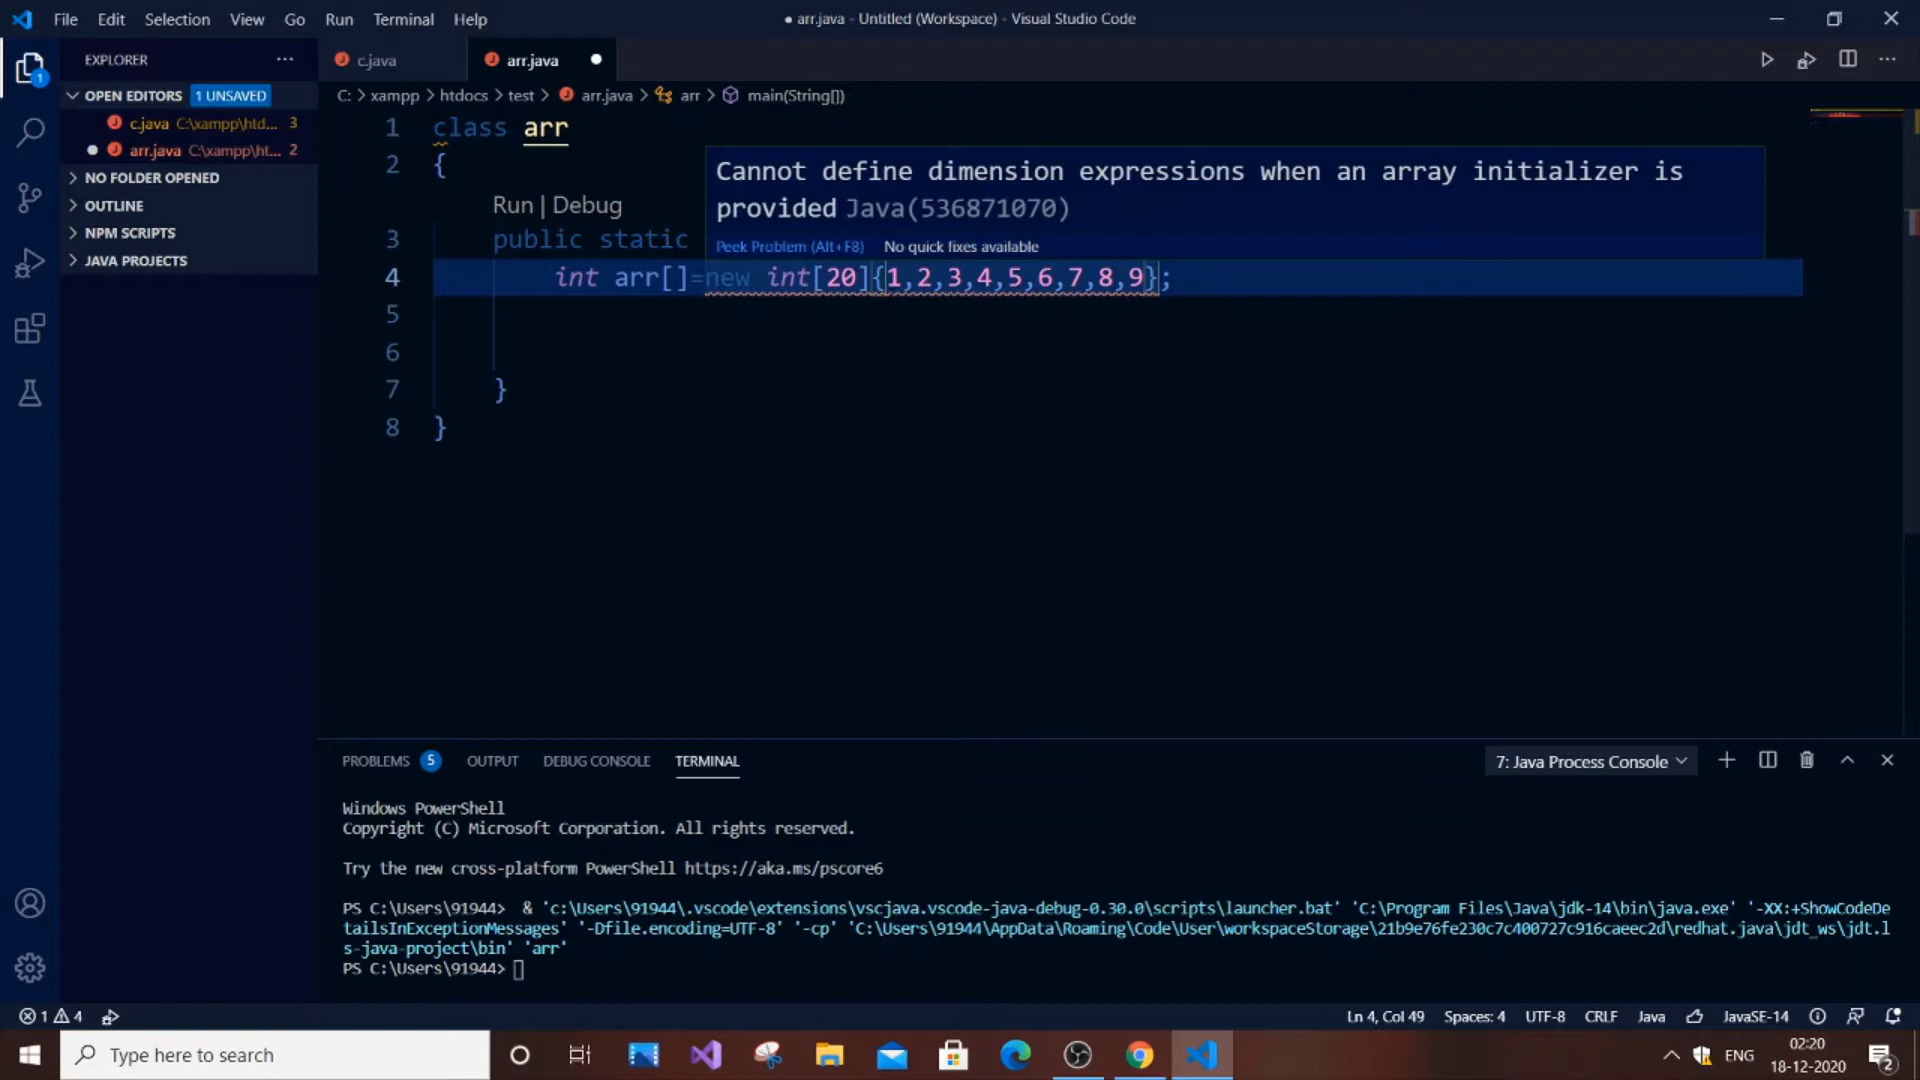 File Edit Selection View Go Run Terminal Help
● arr.java - Untitled (Workspace) - Visual Studio Code
EXPLORER
c.java
arr.java
OPEN EDITORS 1 UNSAVED
c.java C:\xampp\htd... 3
arr.java C:\xampp\ht... 2
NO FOLDER OPENED
OUTLINE
NPM SCRIPTS
JAVA PROJECTS
1
C: > xampp > htdocs > test > arr.java > arr > main(String[])
1 class arr
2 {
Run | Debug
3 public static
Cannot define dimension expressions when an array initializer is
provided Java(536871070)
Peek Problem (Alt+F8) No quick fixes available
4 int arr[]=new int[20]{1,2,3,4,5,6,7,8,9};
5
6
7 }
8 }
PROBLEMS 5 OUTPUT DEBUG CONSOLE TERMINAL
7: Java Process Console
Windows PowerShell
Copyright (C) Microsoft Corporation. All rights reserved.
Try the new cross-platform PowerShell https://aka.ms/pscore6
PS C:\Users\91944> & 'c:\Users\91944\.vscode\extensions\vscjava.vscode-java-debug-0.30.0\scripts\launcher.bat' 'C:\Program Files\Java\jdk-14\bin\java.exe' '-XX:+ShowCodeDe
tailsInExceptionMessages' '-Dfile.encoding=UTF-8' '-cp' 'C:\Users\91944\AppData\Roaming\Code\User\workspaceStorage\21b9e76fe230c7c400727c916caeec2d\redhat.java\jdt_ws\jdt.l
s-java-project\bin' 'arr'
PS C:\Users\91944>
1 4
Ln 4, Col 49 Spaces: 4 UTF-8 CRLF Java JavaSE-14
Type here to search
ENG
02:20
18-12-2020
2